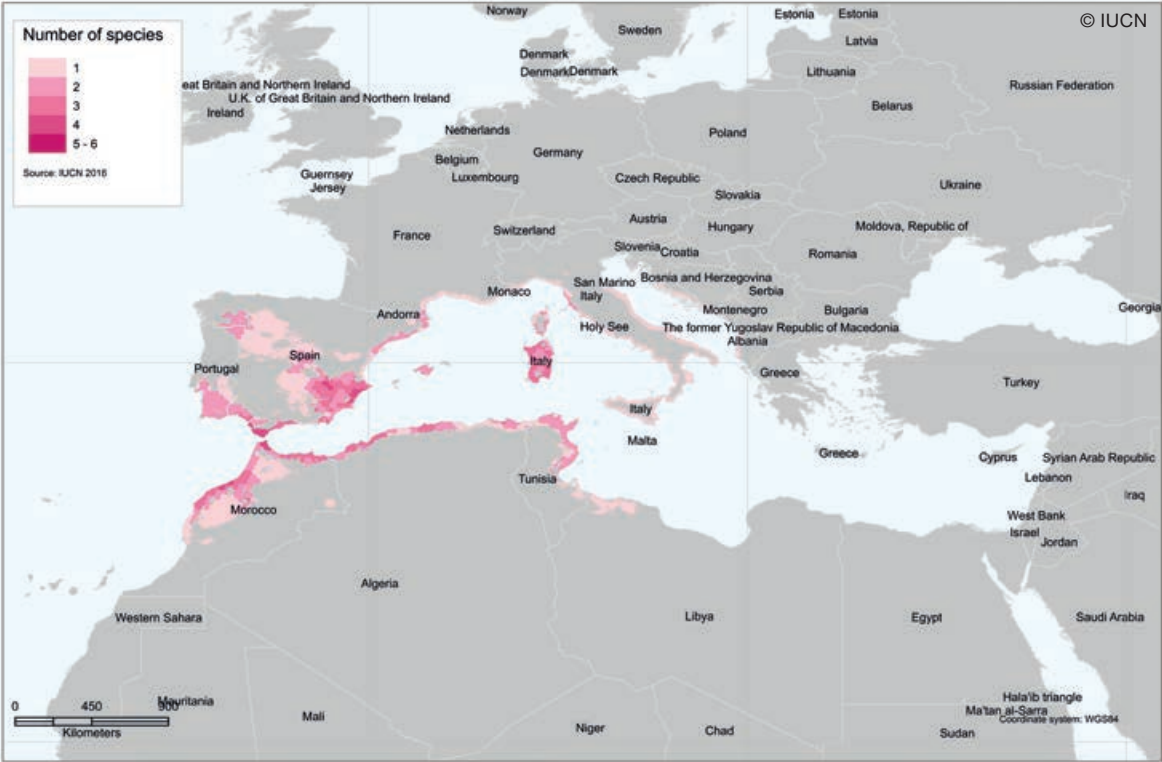 © IUCN
Number of species
1
2
3
4
5 - 6
Source: IUCN 2016
Norway
Sweden
Estonia
Estonia
Latvia
Lithuania
Denmark
Denmark
Denmark
Russian Federation
eat Britain and Northern Ireland
U.K. of Great Britain and Northern Ireland
Ireland
Belarus
Netherlands
Poland
Germany
Belgium
Luxembourg
Guernsey
Jersey
Czech Republic
Slovakia
Ukraine
Austria
Hungary
Moldova, Republic of
France
Switzerland
Slovenia
Croatia
Romania
Monaco
San Marino
Italy
Bosnia and Herzegovina
Serbia
Andorra
Montenegro
Bulgaria
Georgia
Holy See
The former Yugoslav Republic of Macedonia
Albania
Spain
Portugal
Italy
Greece
Turkey
Italy
Malta
Greece
Cyprus
Syrian Arab Republic
Lebanon
Tunisia
Iraq
Morocco
West Bank
Israel
Jordan
Algeria
Western Sahara
Libya
Egypt
Saudi Arabia
Mauritania
Mali
Niger
Chad
Hala'ib triangle
Ma'tan al-Sarra
Coordinate system: WGS84
Sudan
0 450 900
Kilometers